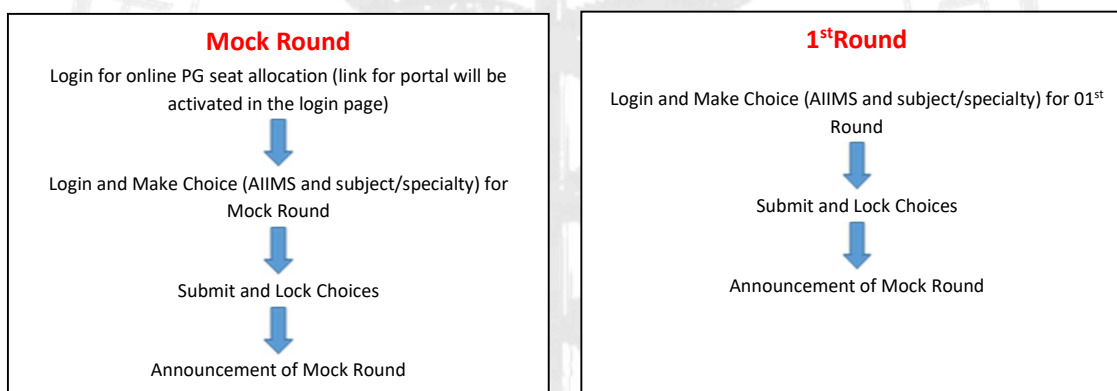 Mock Round
Login for online PG seat allocation (link for portal will be
activated in the login page)
Login and Make Choice (AIIMS and subject/specialty) for
Mock Round
Submit and Lock Choices
Announcement of Mock Round
1stRound
Login and Make Choice (AIIMS and subject/specialty) for 01st
Round
Submit and Lock Choices
Announcement of Mock Round